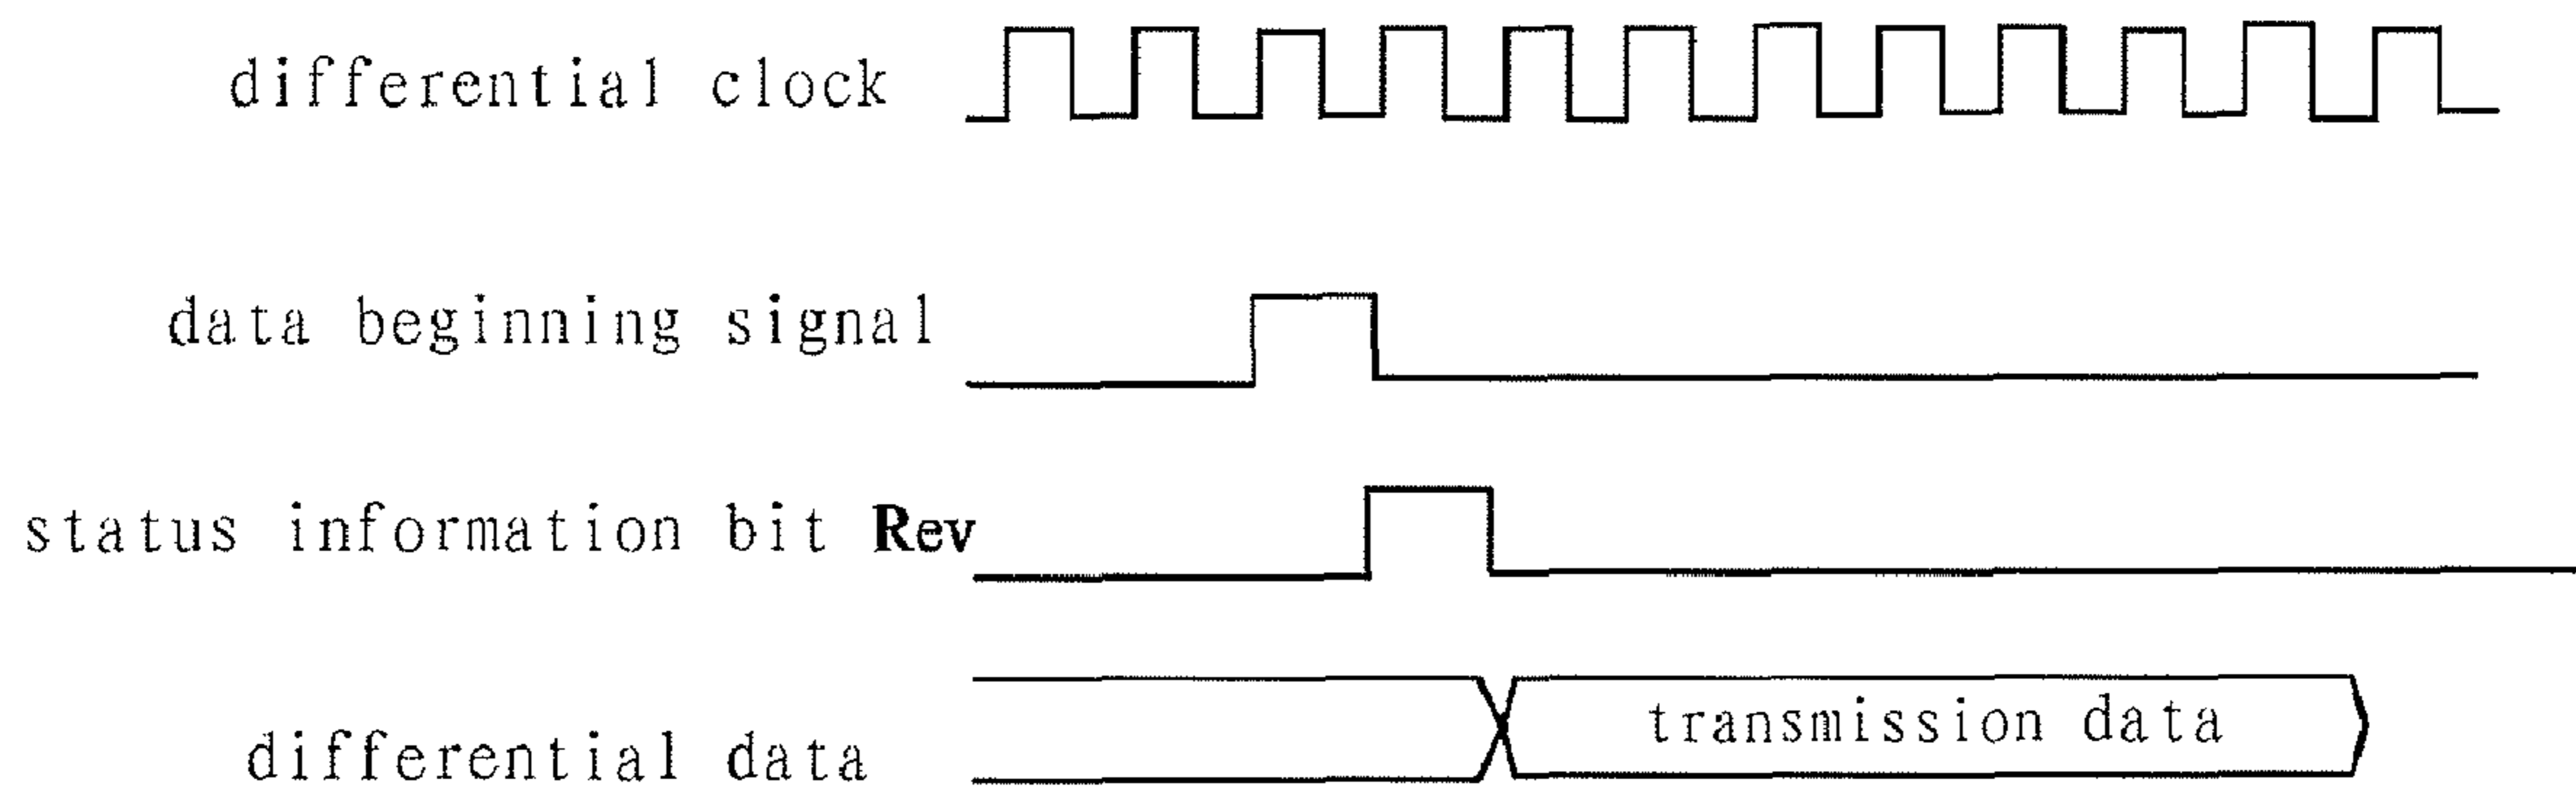 differential clock
data beginning signal
status information bit Rev
transmission data
differential data